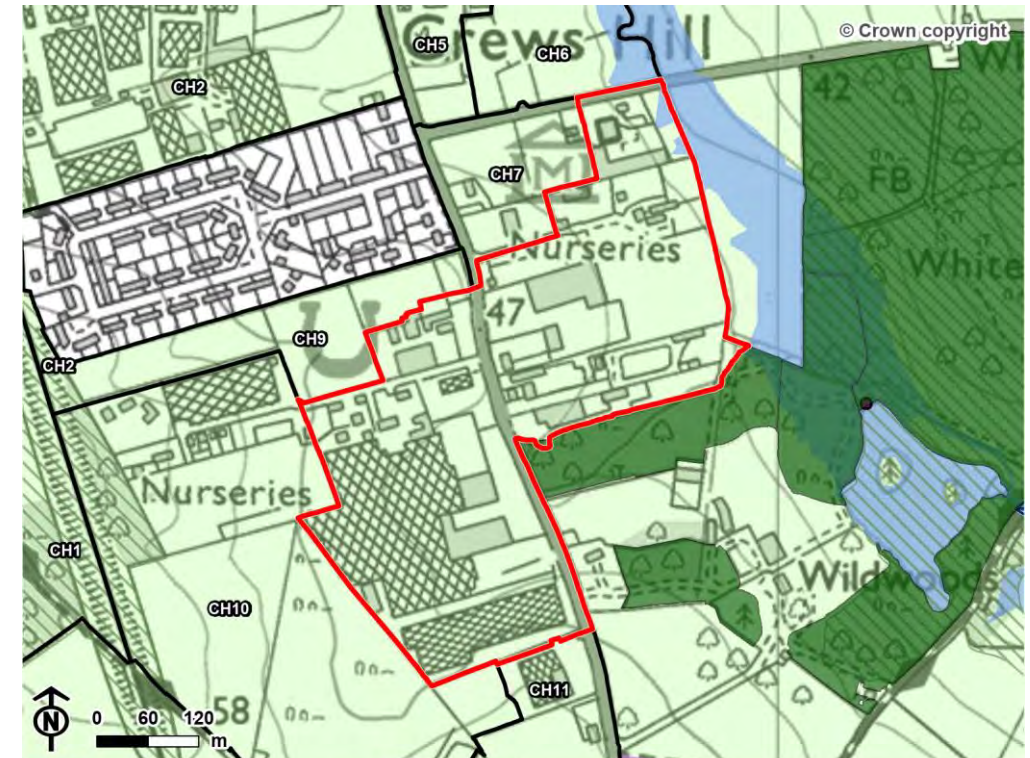 © Crown copyright
CH5
Crews Hill
CH6
CH2
42
CH7
FB
Nurseries
White
47
CH9
CH2
Nurseries
CH1
CH10
Wildwoods
N
0 60 120
m
58
CH11